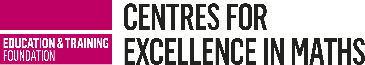 EDUCATION & TRAINING
FOUNDATION
CENTRES FOR
EXCELLENCE IN MATHS